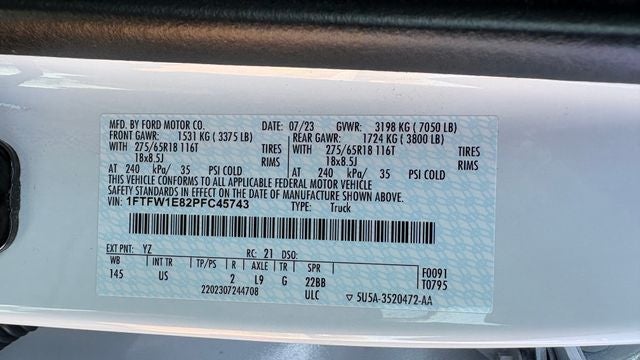 MFD. BY FORD MOTOR CO. DATE: 07/23 GVWR: 3198 KG ( 7050 LB)
FRONT GAWR: 1531 KG ( 3375 LB) REAR GAWR: 1724 KG ( 3800 LB)
WITH 275/65R18 116T TIRES WITH 275/65R18 116T TIRES
18x8.5J RIMS 18x8.5J RIMS
AT 240 kPa/ 35 PSI COLD AT 240 kPa/ 35 PSI COLD
THIS VEHICLE CONFORMS TO ALL APPLICABLE FEDERAL MOTOR VEHICLE
SAFETY STANDARDS IN EFFECT ON THE DATE OF MANUFACTURE SHOWN ABOVE.
VIN: 1FTFW1E82PFC45743 TYPE: Truck
EXT PNT: YZ RC: 21 DSO:
WB INT TR TP/PS R AXLE TR SPR F0091
145 US 2 L9 G 22BB T0795
2202307244708 ULC ▽ 5U5A-3520472-AA